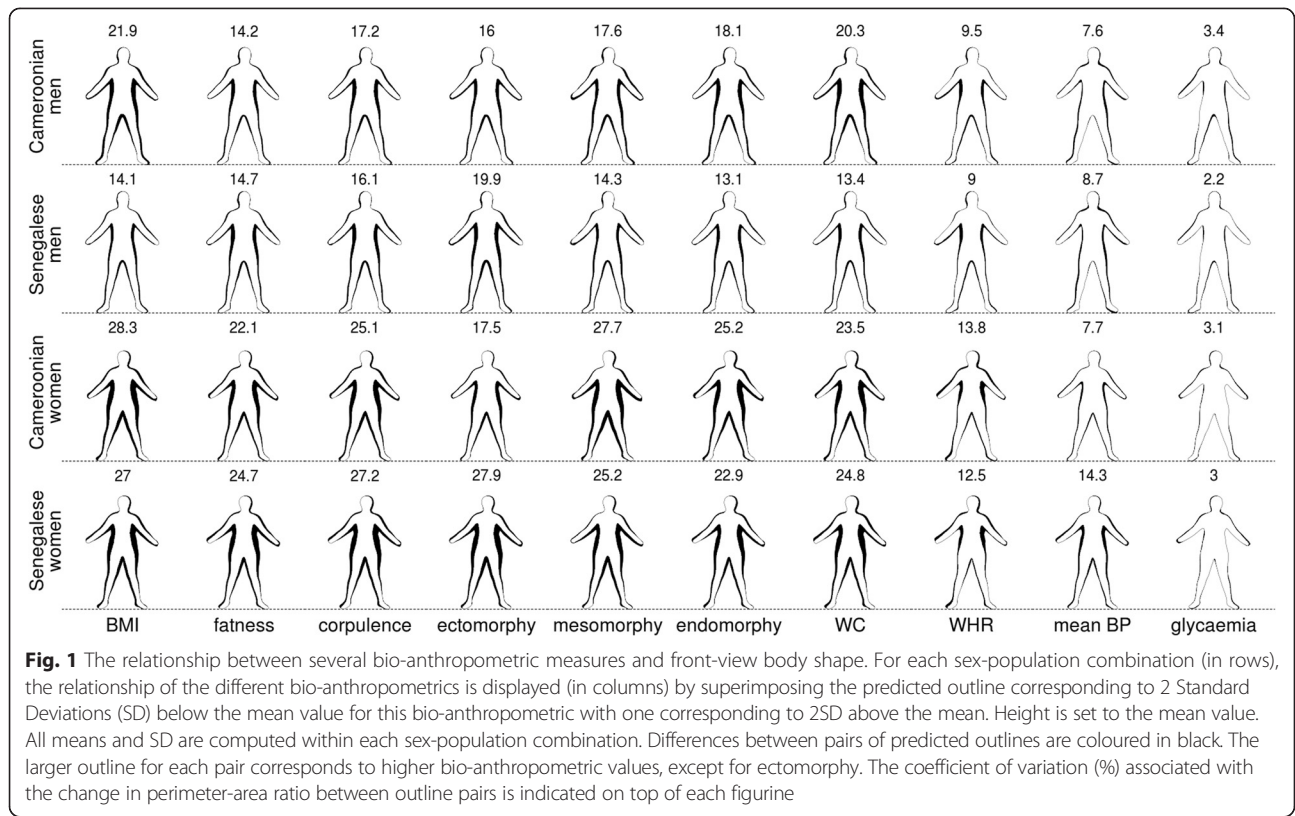 21.9 14.2 17.2 16 17.6 18.1 20.3 9.5 7.6 3.4
Cameroonian
men
14.1 14.7 16.1 19.9 14.3 13.1 13.4 9 8.7 2.2
Senegalese
men
28.3 22.1 25.1 17.5 27.7 25.2 23.5 13.8 7.7 3.1
Cameroonian
women
27 24.7 27.2 27.9 25.2 22.9 24.8 12.5 14.3 3
Senegalese
women
BMI fatness corpulence ectomorphy mesomorphy endomorphy WC WHR mean BP glycaemia
Fig. 1 The relationship between several bio-anthropometric measures and front-view body shape. For each sex-population combination (in rows),
the relationship of the different bio-anthropometrics is displayed (in columns) by superimposing the predicted outline corresponding to 2 Standard
Deviations (SD) below the mean value for this bio-anthropometric with one corresponding to 2SD above the mean. Height is set to the mean value.
All means and SD are computed within each sex-population combination. Differences between pairs of predicted outlines are coloured in black. The
larger outline for each pair corresponds to higher bio-anthropometric values, except for ectomorphy. The coefficient of variation (%) associated with
the change in perimeter-area ratio between outline pairs is indicated on top of each figurine